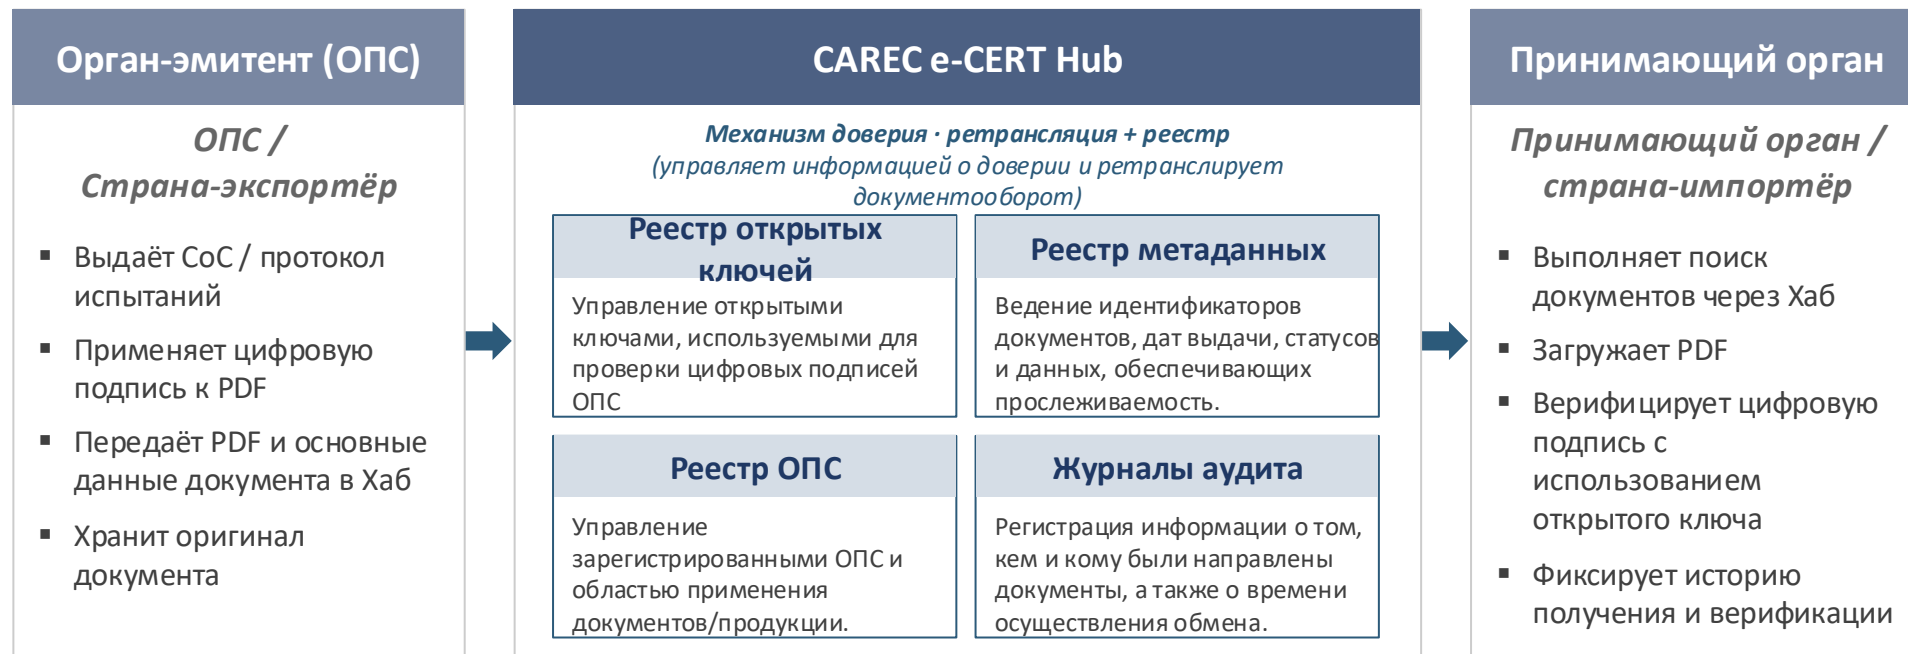 Орган-эмитент (ОПС)
ОПС /
Страна-экспортёр
▪ Выдаёт CoC / протокол
испытаний
▪ Применяет цифровую
подпись к PDF
▪ Передаёт PDF и основные
данные документа в Хаб
▪ Хранит оригинал
документа
CAREC e-CERT Hub
Механизм доверия · ретрансляция + реестр
(управляет информацией о доверии и ретранслирует
документооборот)
Реестр открытых
ключей
Управление открытыми
ключами, используемыми для
проверки цифровых подписей
ОПС
Реестр метаданных
Ведение идентификаторов
документов, дат выдачи, статусов
и данных, обеспечивающих
прослеживаемость.
Реестр ОПС
Управление
зарегистрированными ОПС и
областью применения
документов/продукции.
Журналы аудита
Регистрация информации о том,
кем и кому были направлены
документы, а также о времени
осуществления обмена.
Принимающий орган
Принимающий орган /
страна-импортёр
▪ Выполняет поиск
документов через Хаб
▪ Загружает PDF
▪ Верифицирует цифровую
подпись с
использованием
открытого ключа
▪ Фиксирует историю
получения и верификации